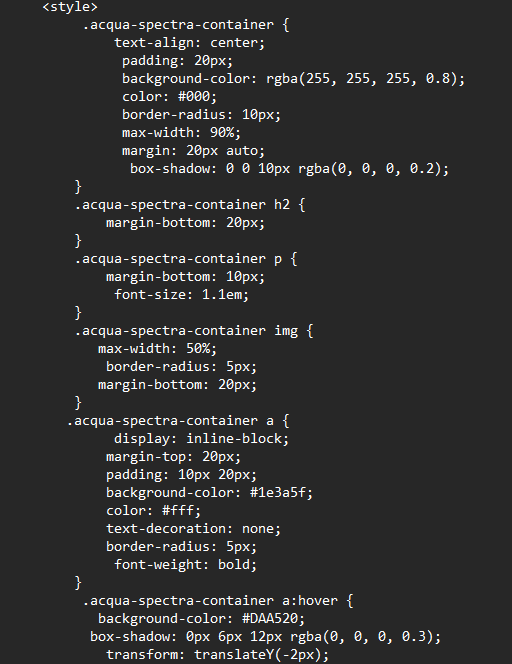 <style>
.acqua-spectra-container {
text-align: center;
padding: 20px;
background-color: rgba(255, 255, 255, 0.8);
color: #000;
border-radius: 10px;
max-width: 90%;
margin: 20px auto;
box-shadow: 0 0 10px rgba(0, 0, 0, 0.2);
}
.acqua-spectra-container h2 {
margin-bottom: 20px;
}
.acqua-spectra-container p {
margin-bottom: 10px;
font-size: 1.1em;
}
.acqua-spectra-container img {
max-width: 50%;
border-radius: 5px;
margin-bottom: 20px;
}
.acqua-spectra-container a {
display: inline-block;
margin-top: 20px;
padding: 10px 20px;
background-color: #1e3a5f;
color: #fff;
text-decoration: none;
border-radius: 5px;
font-weight: bold;
}
.acqua-spectra-container a:hover {
background-color: #DAA520;
box-shadow: 0px 6px 12px rgba(0, 0, 0, 0.3);
transform: translateY(-2px);